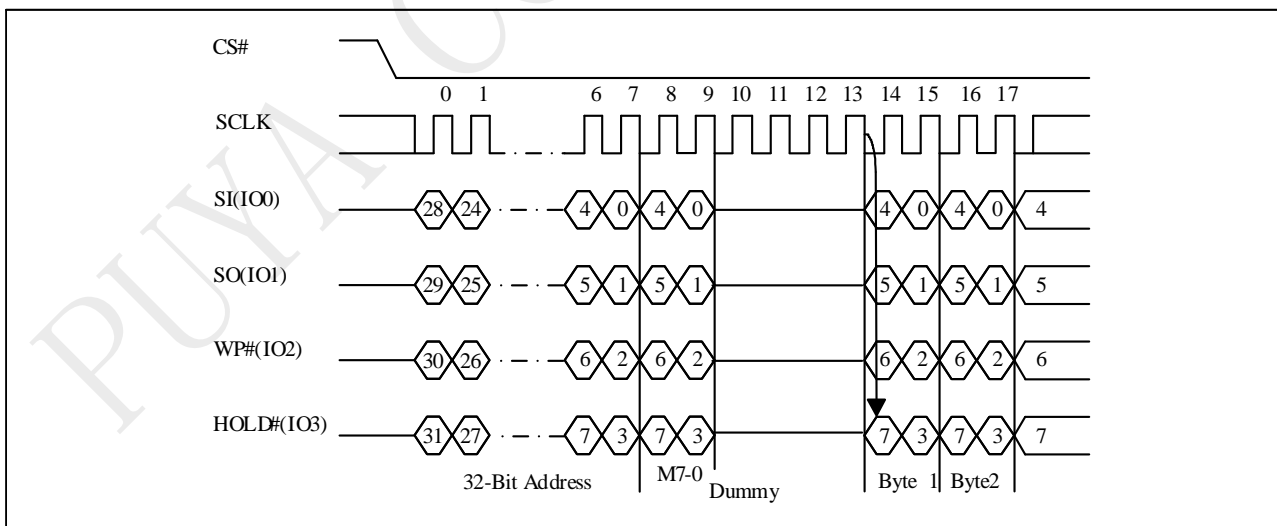 CS#
0 1 6 7 8 9 10 11 12 13 14 15 16 17
SCLK
SI(IO0) 28 24 4 0 4 0 4 0 4 0 4
SO(IO1) 29 25 5 1 5 1 5 1 5 1 5
WP#(IO2) 30 26 6 2 6 2 6 2 6 2 6
HOLD#(IO3) 31 27 7 3 7 3 7 3 7 3 7
32-Bit Address M7-0 Dummy Byte 1 Byte2
PUYA CO